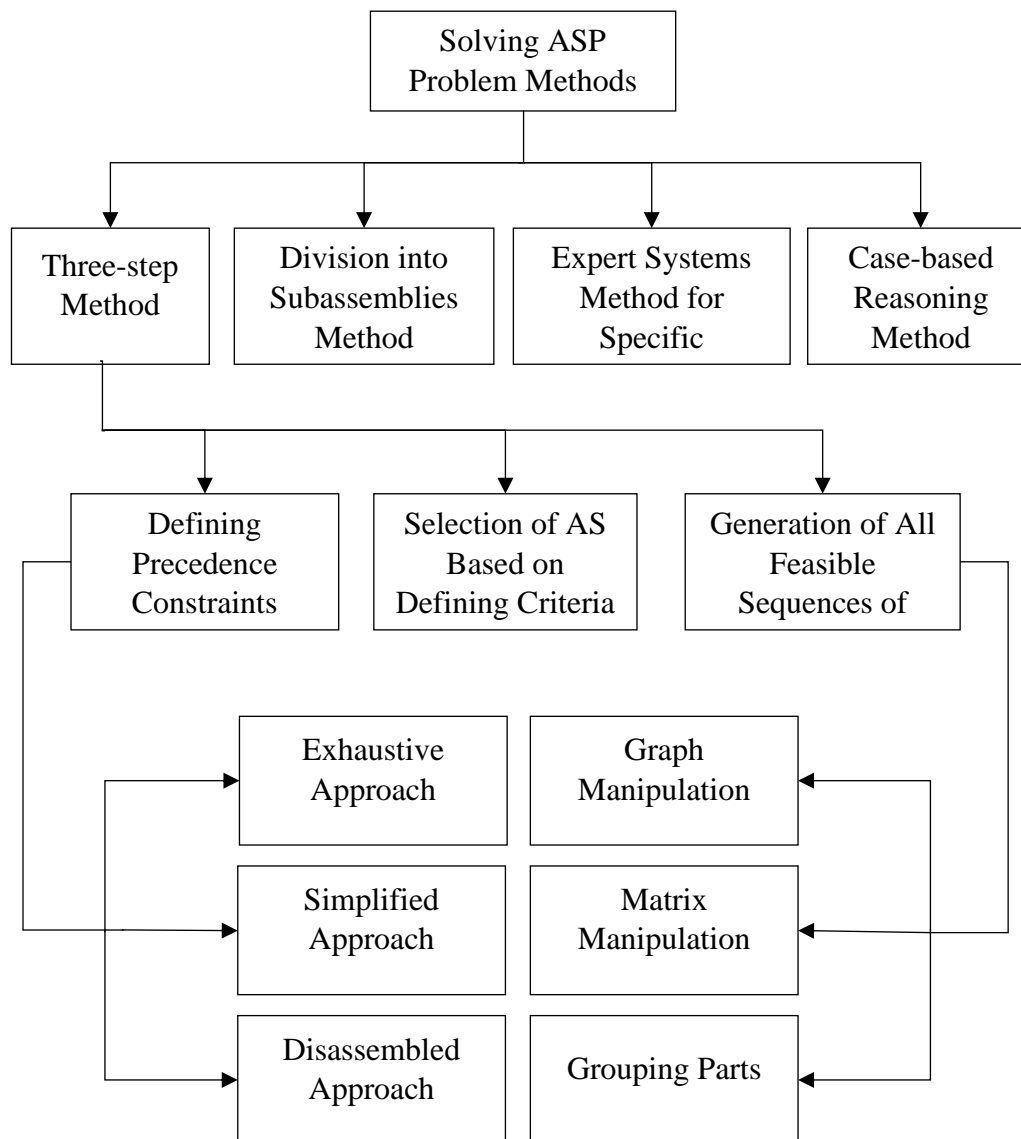 Solving ASP
Problem Methods
Three-step
Method
Division into
Subassemblies
Method
Expert Systems
Method for
Specific
Case-based
Reasoning
Method
Defining
Precedence
Constraints
Selection of AS
Based on
Defining Criteria
Generation of All
Feasible
Sequences of
Exhaustive
Approach
Graph
Manipulation
Simplified
Approach
Matrix
Manipulation
Disassembled
Approach
Grouping Parts